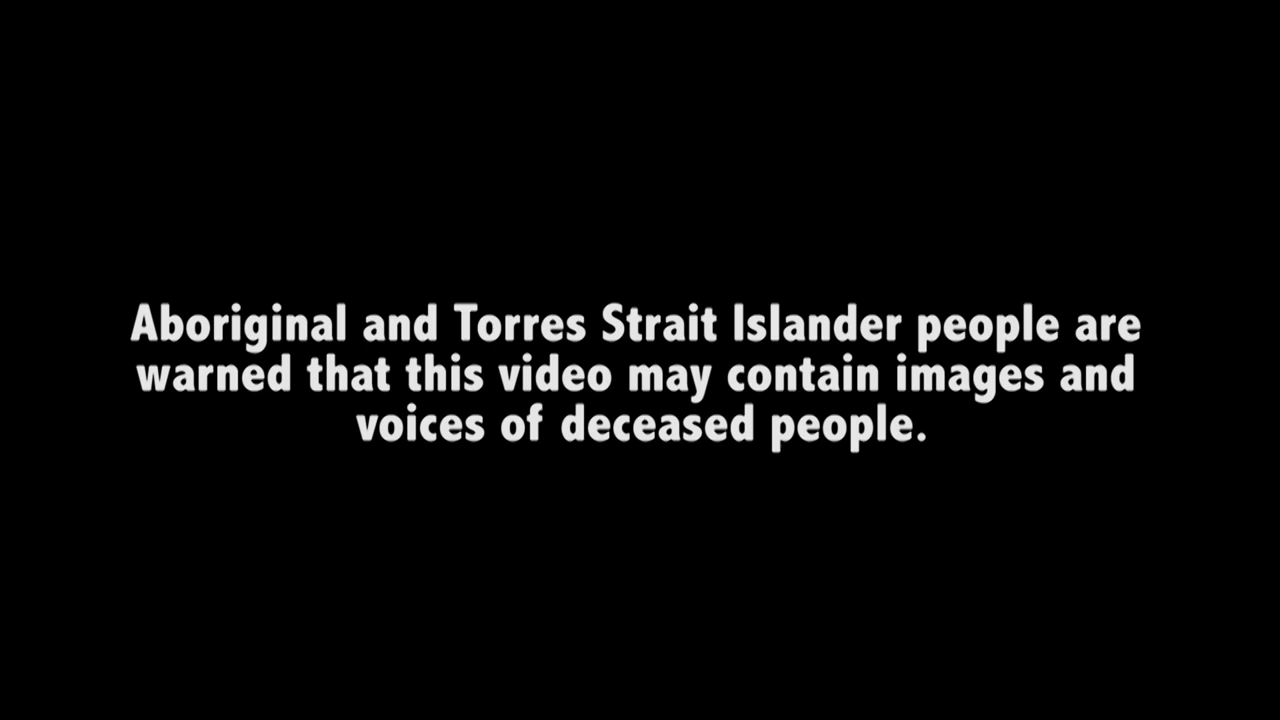 Aboriginal and Torres Strait Islander people are
warned that this video may contain images and
voices of deceased people.